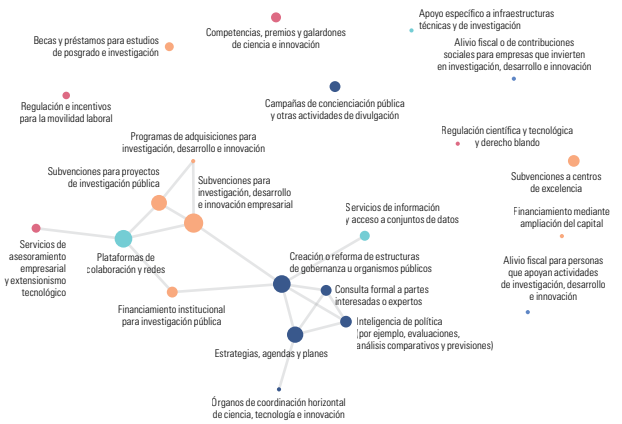 Becas y préstamos para estudios
de posgrado e investigación
Competencias, premios y galardones
de ciencia e innovación
Apoyo específico a infraestructuras
técnicas y de investigación
Alivio fiscal o de contribuciones
sociales para empresas que invierten
en investigación, desarrollo e innovación
Regulación e incentivos
para la movilidad laboral
Campañas de concienciación pública
y otras actividades de divulgación
Programas de adquisiciones para
investigación, desarrollo e innovación
Regulación científica y tecnológica
y derecho blando
Subvenciones para proyectos
de investigación pública
Subvenciones para
investigación, desarrollo
e innovación empresarial
Subvenciones a centros
de excelencia
Servicios de información
y acceso a conjuntos de datos
Financiamiento mediante
ampliación del capital
Servicios de
asesoramiento
empresarial
y extensionismo
tecnológico
Plataformas de
colaboración y redes
Creación o reforma de estructuras
de gobernanza u organismos públicos
Alivio fiscal para personas
que apoyan actividades
de investigación, desarrollo
e innovación
Consulta formal a partes
interesadas o expertos
Financiamiento institucional
para investigación pública
Inteligencia de política
(por ejemplo, evaluaciones,
análisis comparativos y previsiones)
Estrategias, agendas y planes
Órganos de coordinación horizontal
de ciencia, tecnología e innovación